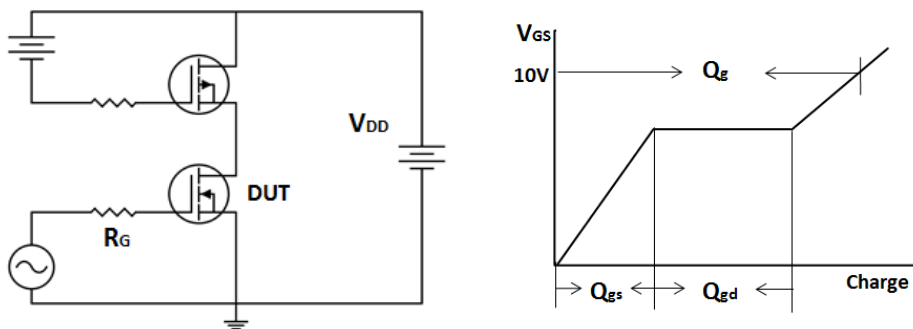 VDD
DUT
RG
VGS
10V
Qg
Qgs
Qgd
Charge